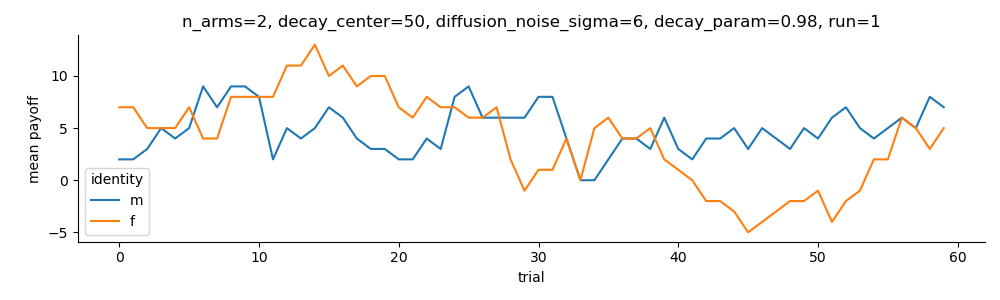 n_arms=2, decay_center=50, diffusion_noise_sigma=6, decay_param=0.98, run=1
mean payoff
10
5
0
−5
identity
m
f
0 10 20 30 40 50 60
trial